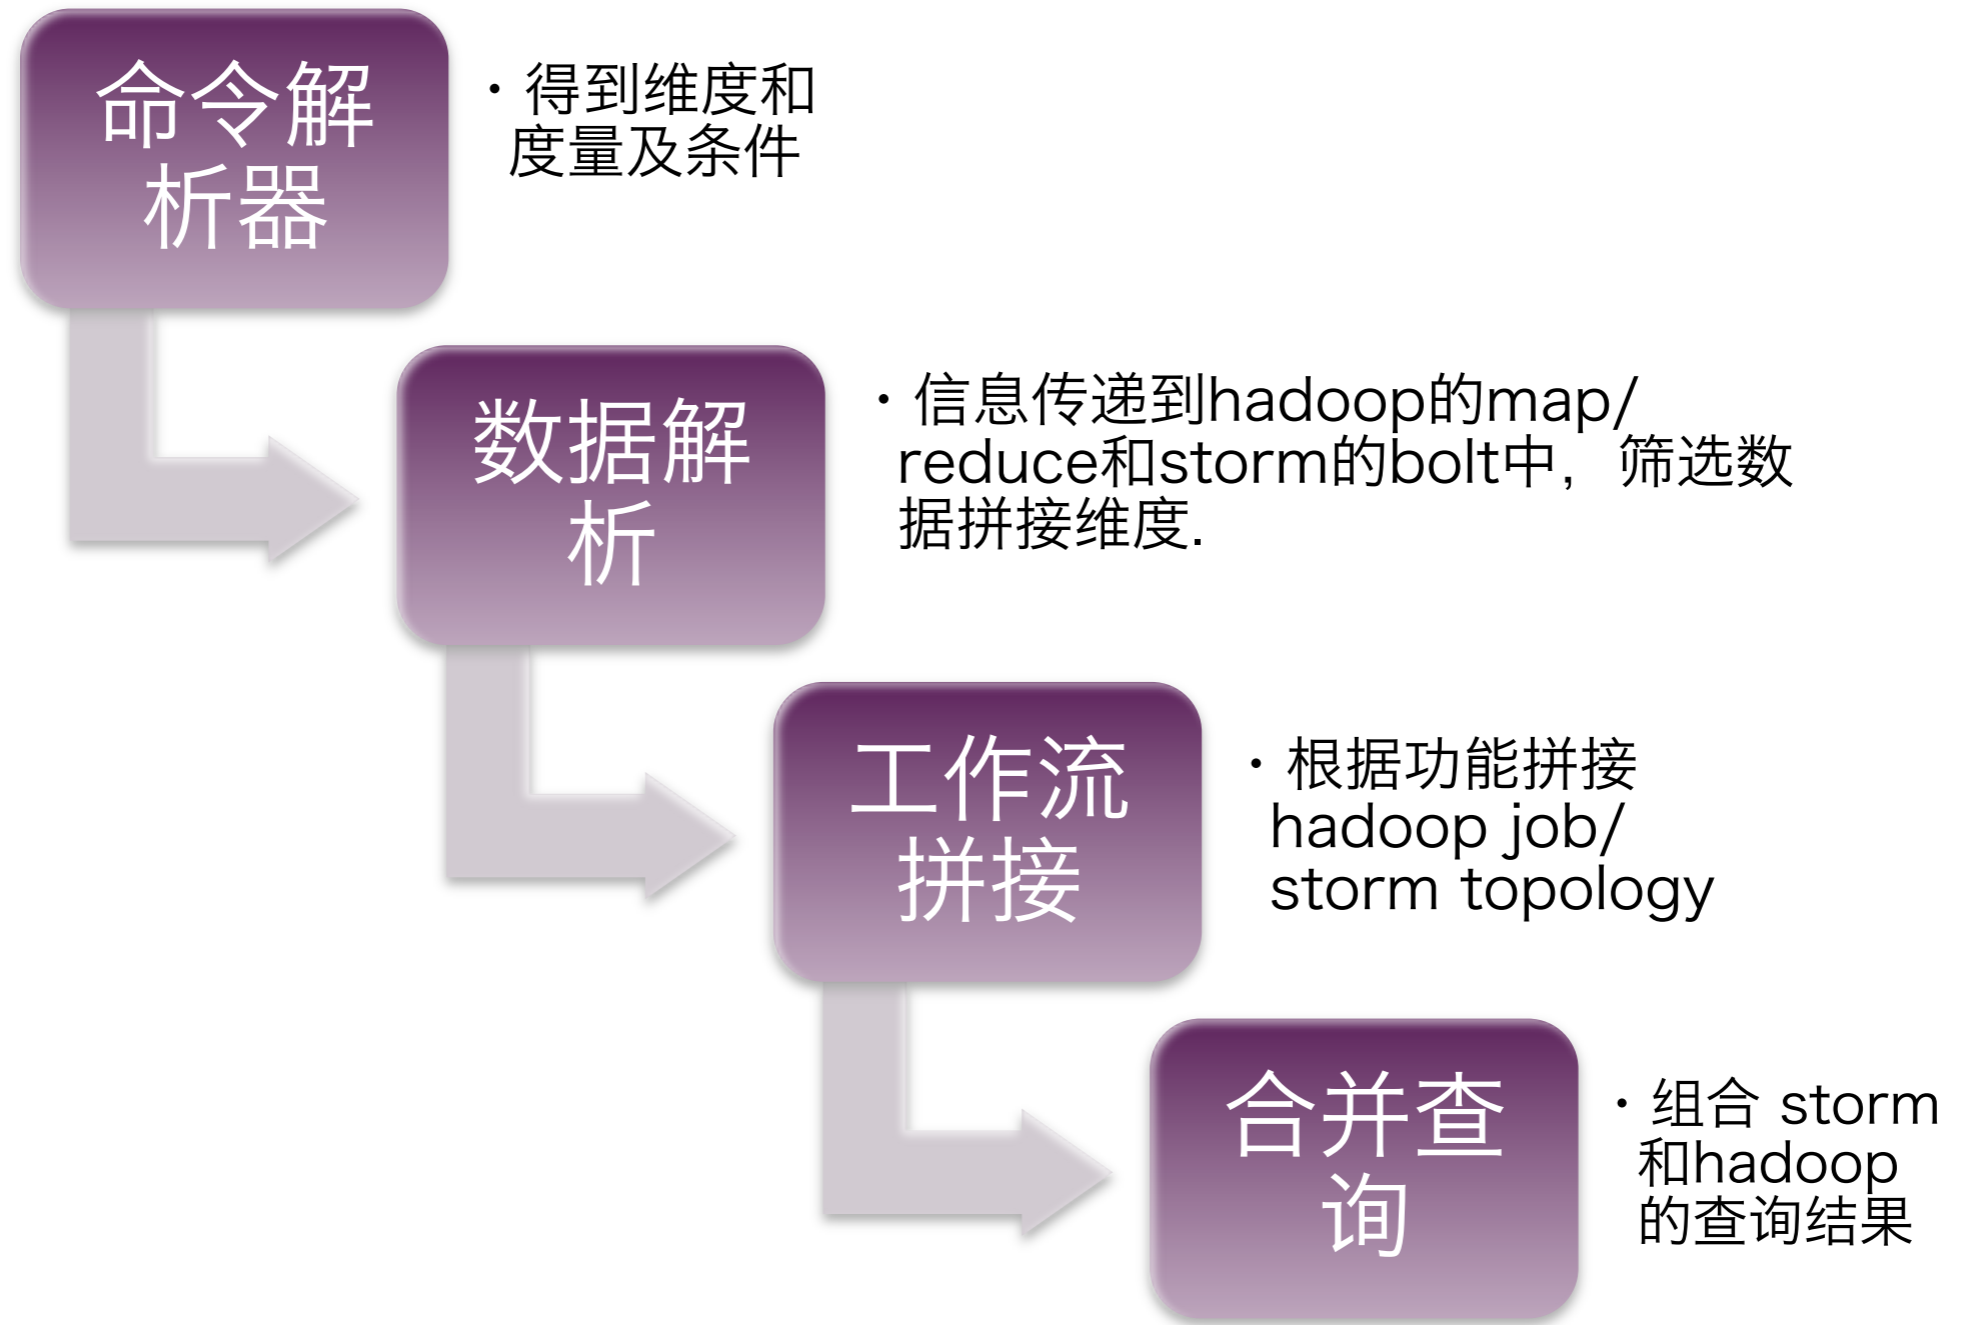 命令解
析器
· 得到维度和
度量及条件
数据解
析
· 信息传递到hadoop的map/
reduce和storm的bolt中，筛选数
据拼接维度.
工作流
拼接
· 根据功能拼接
hadoop job/
storm topology
合并查
询
· 组合 storm
和hadoop
的查询结果